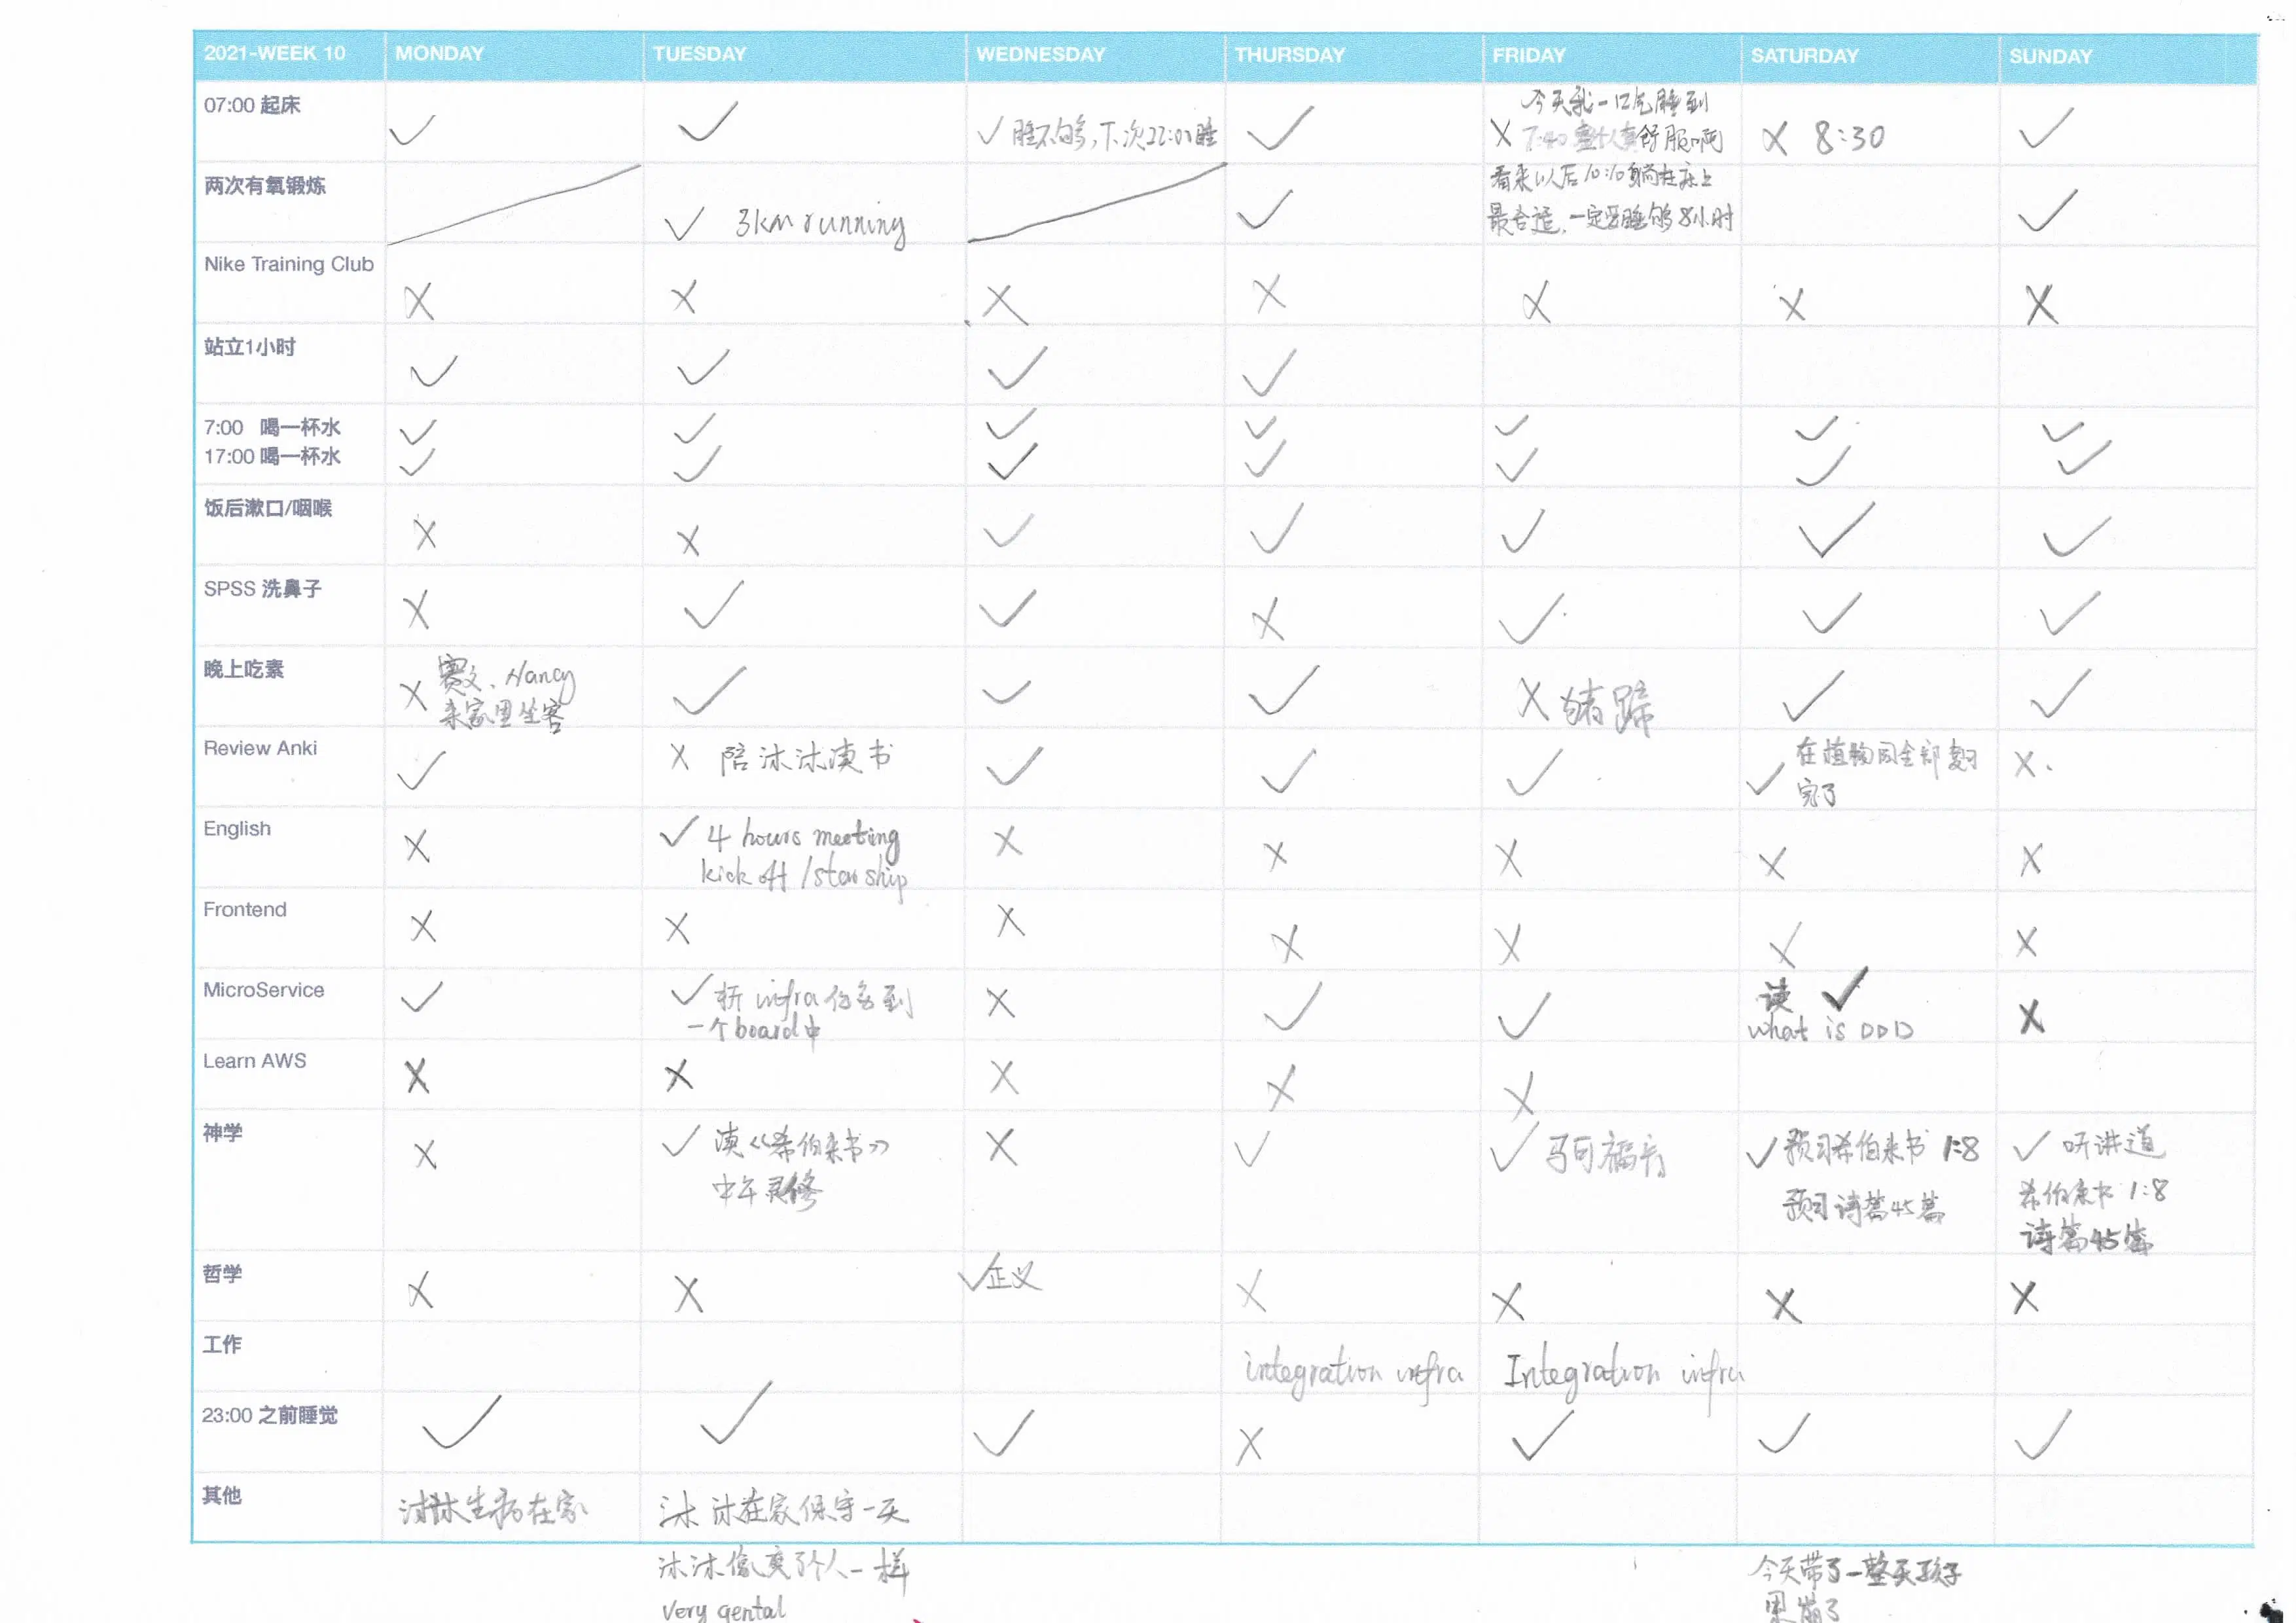 2021-WEEK 10 MONDAY TUESDAY WEDNESDAY THURSDAY FRIDAY SATURDAY SUNDAY
07:00 起床 ✓ ✓ ✓ 睡不够，下次22:00睡 ✓ ✗ 今天我一口气睡到 ✗ 8:30 ✓
7:40 整个人真舒服啊
两次有氧锻炼 ✓ 3km running ✓ 看来以后10:10躺在床上 ✓
最合适，一定要睡够8小时
Nike Training Club ✗ ✗ ✗ ✗ ✗ ✗ ✗
站立1小时 ✓ ✓ ✓ ✓
7:00 喝一杯水 ✓ ✓ ✓ ✓ ✓ ✓ ✓
17:00 喝一杯水 ✓ ✓ ✓ ✓ ✓ ✓ ✓
饭后漱口/咽喉 ✗ ✗ ✓ ✓ ✓ ✓ ✓
SPSS 洗鼻子 ✗ ✓ ✓ ✗ ✓ ✓ ✓
晚上吃素 ✗ 赛文、Nancy ✓ ✓ ✓ ✗ 猪蹄 ✓ ✓
来家里坐客
Review Anki ✓ ✗ 陪沐沐读书 ✓ ✓ ✓ ✓ 在植物园全部复习 ✗
完了
English ✗ ✓ 4 hours meeting ✗ ✗ ✗ ✗ ✗
kick off /starship
Frontend ✗ ✗ ✗ ✗ ✗ ✗ ✗
MicroService ✓ ✓ 折 infra 任务到 ✗ ✓ ✓ 读 ✓ ✗
一个board中 what is DDD
Learn AWS ✗ ✗ ✗ ✗ ✗
神学 ✗ ✓ 读《希伯来书》 ✗ ✓ ✓ 马可福音 ✓ 预习希伯来书 1:8 ✓ 听讲道
中午灵修 预习诗篇45篇 希伯来书 1:8
诗篇45篇
哲学 ✗ ✗ ✓ 正义 ✗ ✗ ✗ ✗
工作 integration infra Integration infra
23:00 之前睡觉 ✓ ✓ ✓ ✗ ✓ ✓ ✓
其他 沐沐生病在家 沐沐在家保守一天
沐沐像变了个人一样 今天带了一整天孩子
very gental 累崩了